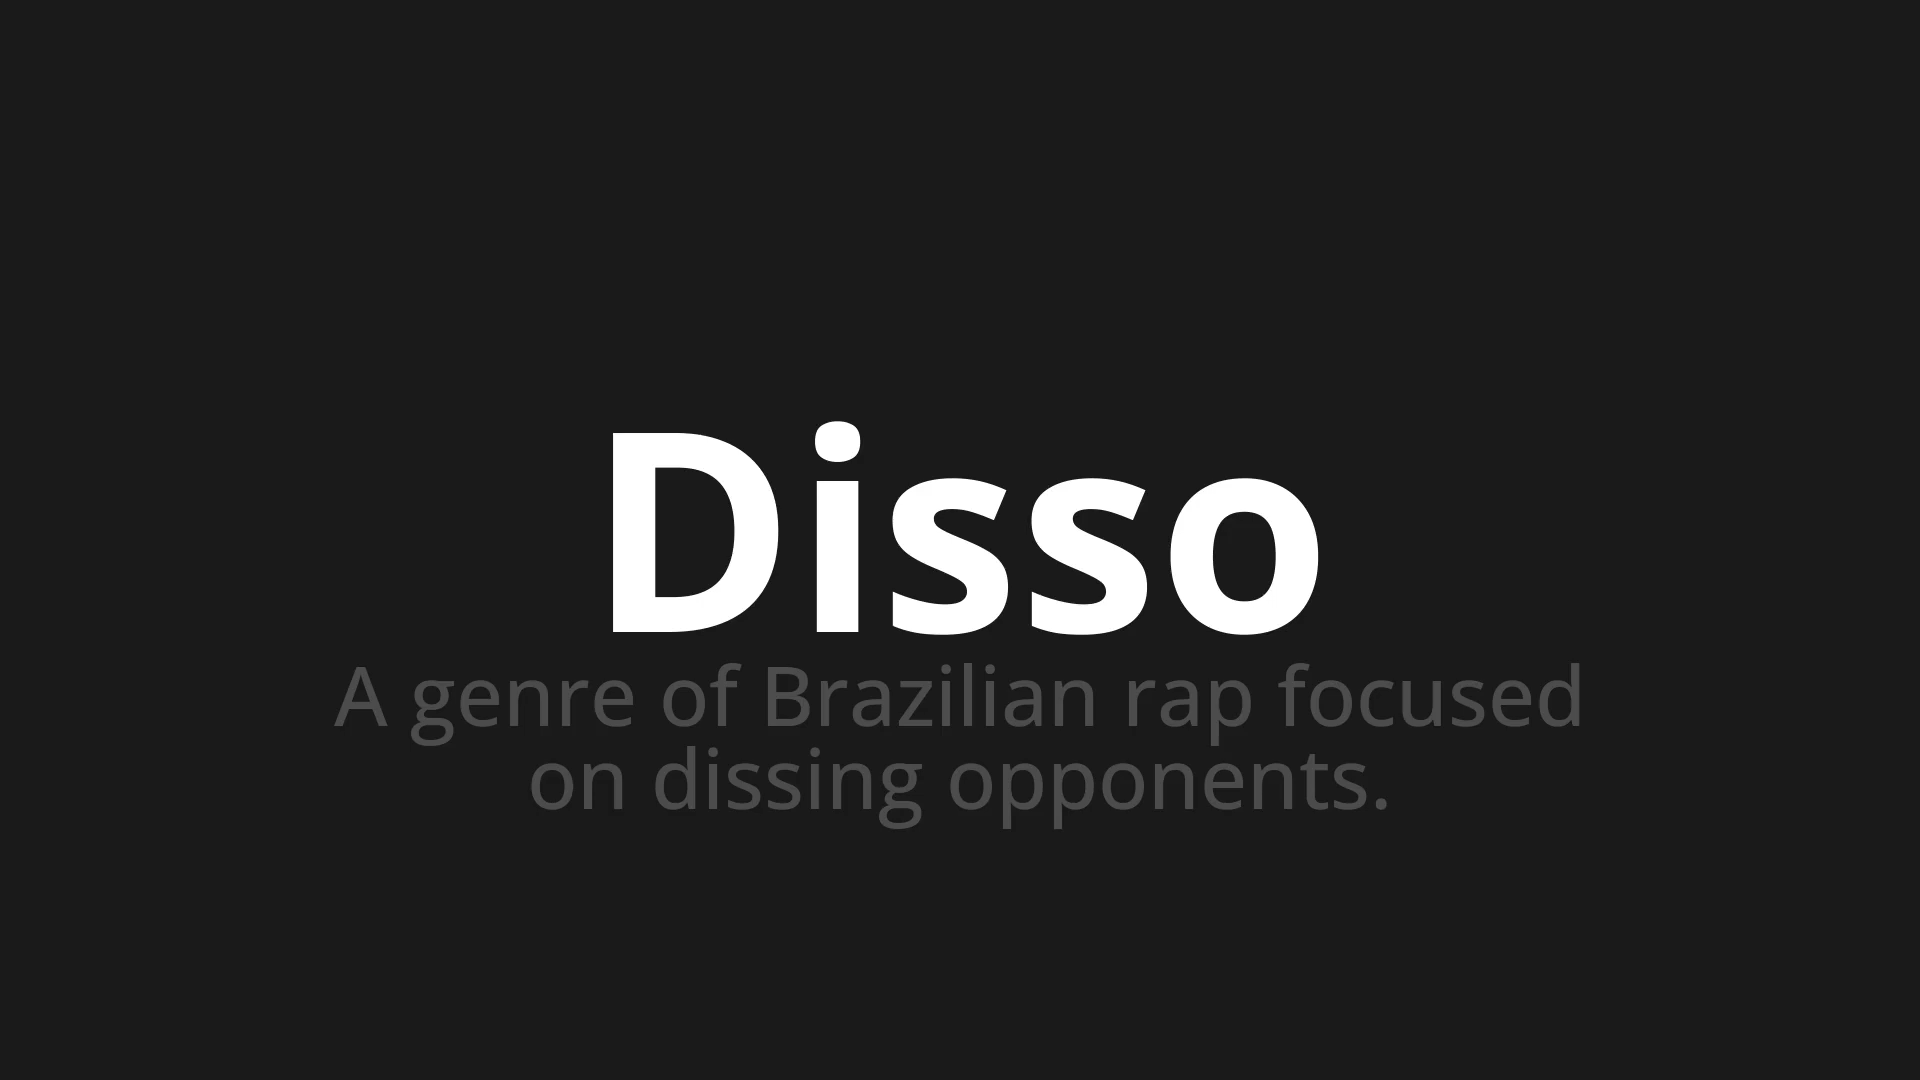 Disso
A genre of Brazilian rap focused
on dissing opponents.